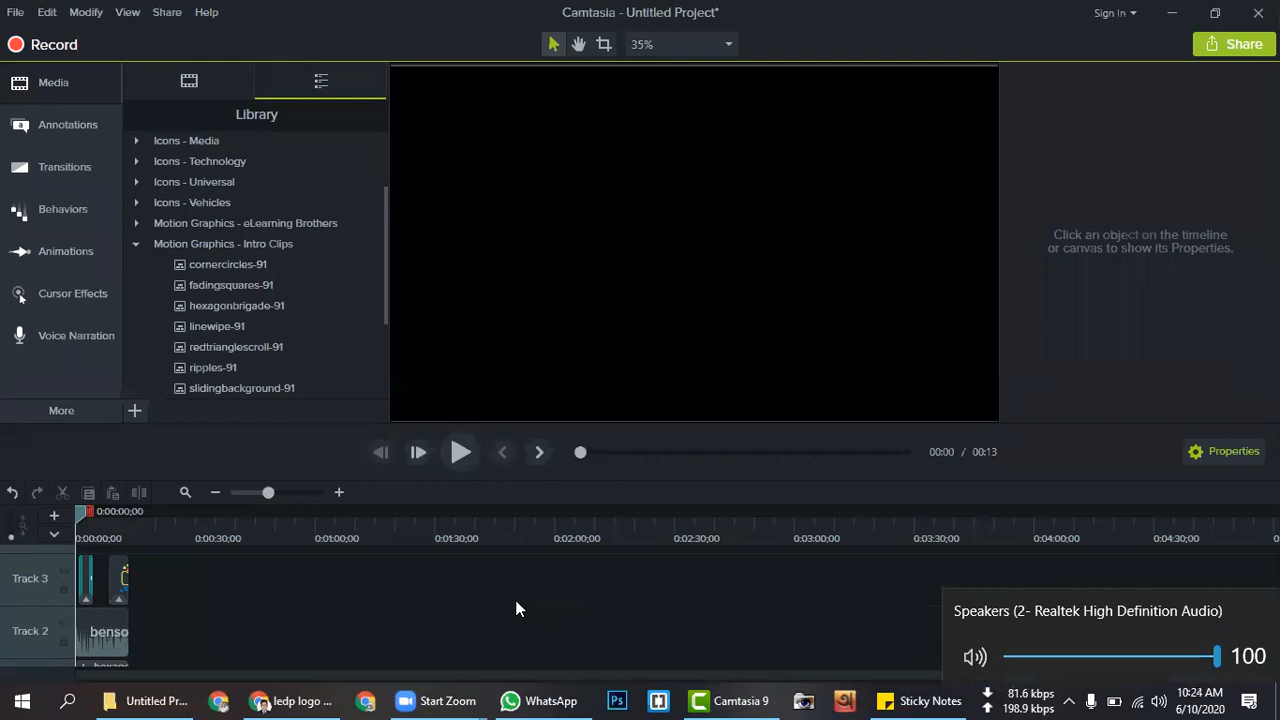 File Edit Modify View Share Help
Camtasia - Untitled Project*
Sign In
Record
35%
Share
Media
Annotations
Transitions
Behaviors
Animations
Cursor Effects
Voice Narration
More
Library
Icons - Media
Icons - Technology
Icons - Universal
Icons - Vehicles
Motion Graphics - eLearning Brothers
Motion Graphics - Intro Clips
cornercircles-91
fadingsquares-91
hexagonbrigade-91
linewipe-91
redtrianglescroll-91
ripples-91
slidingbackground-91
Click an object on the timeline
or canvas to show its Properties.
00:00 / 00:13
Properties
0:00:00;00
0:00:00;00 0:00:30;00 0:01:00;00 0:01:30;00 0:02:00;00 0:02:30;00 0:03:00;00 0:03:30;00 0:04:00;00 0:04:30;00
Track 3
Track 2
benso
Speakers (2- Realtek High Definition Audio)
100
Untitled Pr...
ledp logo ...
Start Zoom
WhatsApp
Ps
Camtasia 9
Sticky Notes
81.6 kbps
198.9 kbps
10:24 AM
6/10/2020